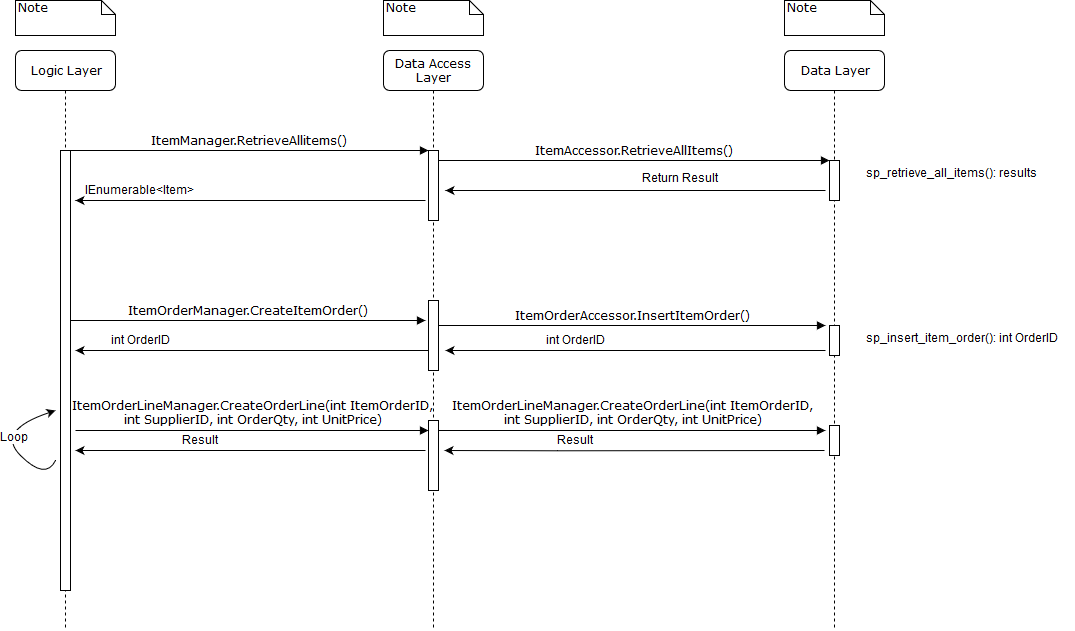 Note
Note
Note
Logic Layer
Data Access
Layer
Data Layer
ItemManager.RetrieveAllitems()
ItemAccessor.RetrieveAllItems()
sp_retrieve_all_items(): results
Return Result
IEnumerable<Item>
ItemOrderManager.CreateItemOrder()
ItemOrderAccessor.InsertItemOrder()
int OrderID
int OrderID
sp_insert_item_order(): int OrderID
ItemOrderLineManager.CreateOrderLine(int ItemOrderID,
int SupplierID, int OrderQty, int UnitPrice)
ItemOrderLineManager.CreateOrderLine(int ItemOrderID,
int SupplierID, int OrderQty, int UnitPrice)
Loop
Result
Result